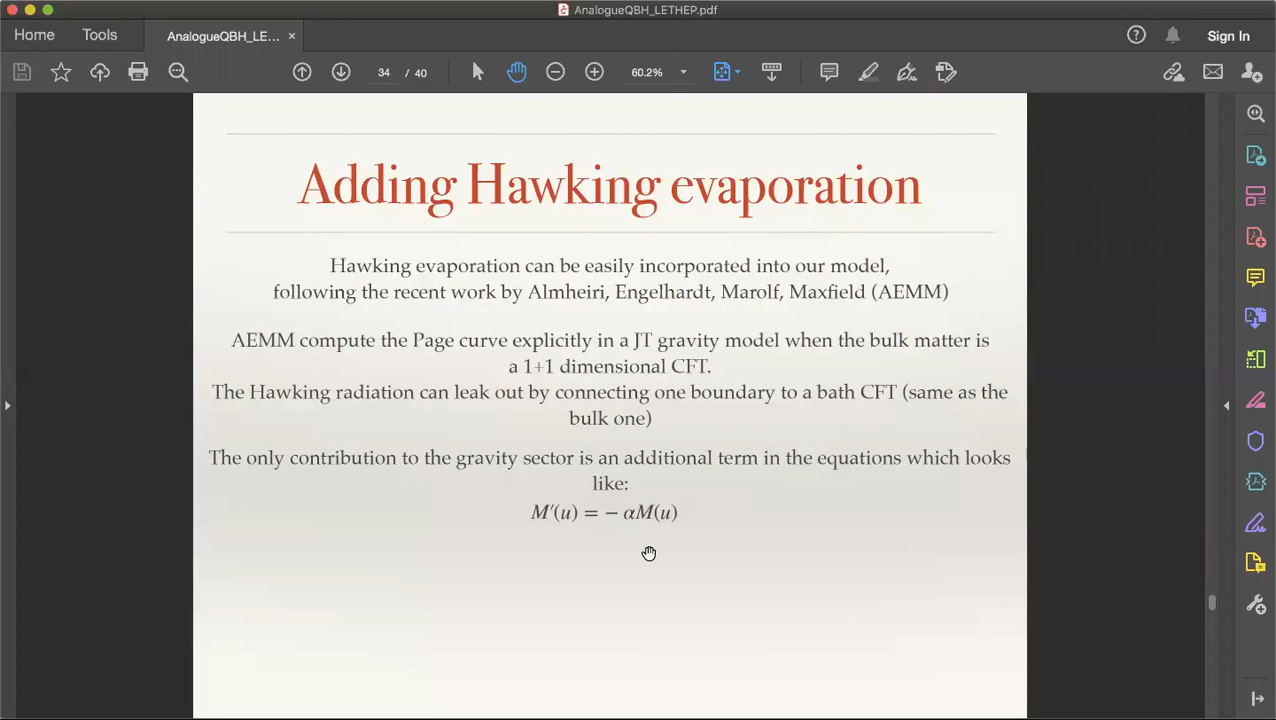 AnalogueQBH_LETHEP.pdf
Home
Tools
AnalogueQBH_LE...
×
Sign In
34 / 40
60.2%
Adding Hawking evaporation
Hawking evaporation can be easily incorporated into our model,
following the recent work by Almheiri, Engelhardt, Marolf, Maxfield (AEMM)
AEMM compute the Page curve explicitly in a JT gravity model when the bulk matter is
a 1+1 dimensional CFT.
The Hawking radiation can leak out by connecting one boundary to a bath CFT (same as the
bulk one)
The only contribution to the gravity sector is an additional term in the equations which looks
like:
M′(u) = − αM(u)